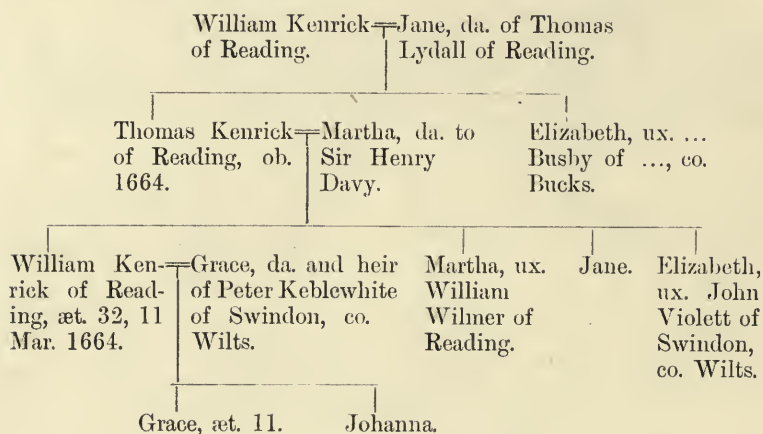 William Kenrick=Jane, da. of Thomas
of Reading. Lydall of Reading.
Thomas Kenrick=Martha, da. to Elizabeth, ux. ...
of Reading, ob. Sir Henry Busby of ..., co.
1664. Davy. Bucks.
William Ken-=Grace, da. and heir Martha, ux. Jane. Elizabeth,
rick of Read- of Peter Keblewhite William ux. John
ing, æt. 32, 11 of Swindon, co. Wilmer of Violett of
Mar. 1664. Wilts. Reading. Swindon,
co. Wilts.
Grace, æt. 11. Johanna.